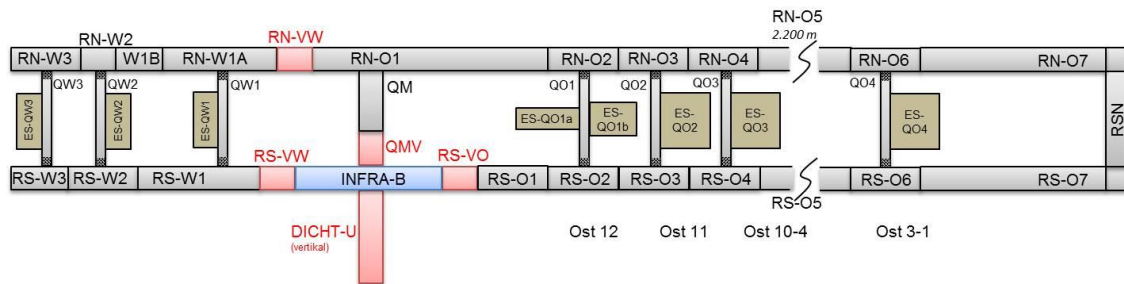 RN-O5
2.200 m
RN-W3
RN-W2
W1B
RN-W1A
RN-VW
RN-O1
RN-O2
RN-O3
RN-O4
RN-O6
RN-O7
QW3
QW2
QW1
QM
QO1
QO2
QO3
QO4
ES-QW3
ES-QW2
ES-QW1
ES-QO1a
ES-
QO1b
ES-
QO2
ES-
QO3
ES-
QO4
RSN
QMV
RS-VW
RS-VO
RS-W3
RS-W2
RS-W1
INFRA-B
RS-O1
RS-O2
RS-O3
RS-O4
RS-O6
RS-O7
RS-O5
DICHT-U
(vertikal)
Ost 12
Ost 11
Ost 10-4
Ost 3-1